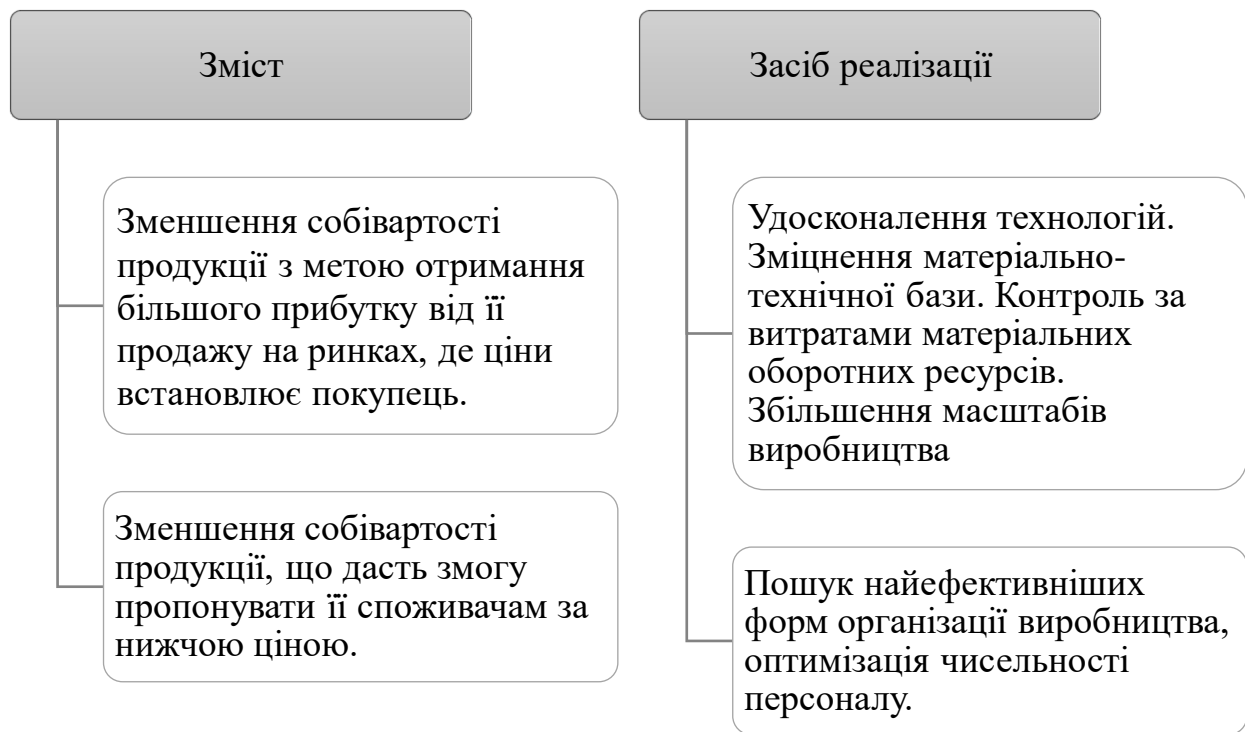 Зміст
Зменшення собівартості
продукції з метою отримання
більшого прибутку від її
продажу на ринках, де ціни
встановлює покупець.
Зменшення собівартості
продукції, що дасть змогу
пропонувати її споживачам за
нижчою ціною.
Засіб реалізації
Удосконалення технологій.
Зміцнення матеріально-
технічної бази. Контроль за
витратами матеріальних
оборотних ресурсів.
Збільшення масштабів
виробництва
Пошук найефективніших
форм організації виробництва,
оптимізація чисельності
персоналу.